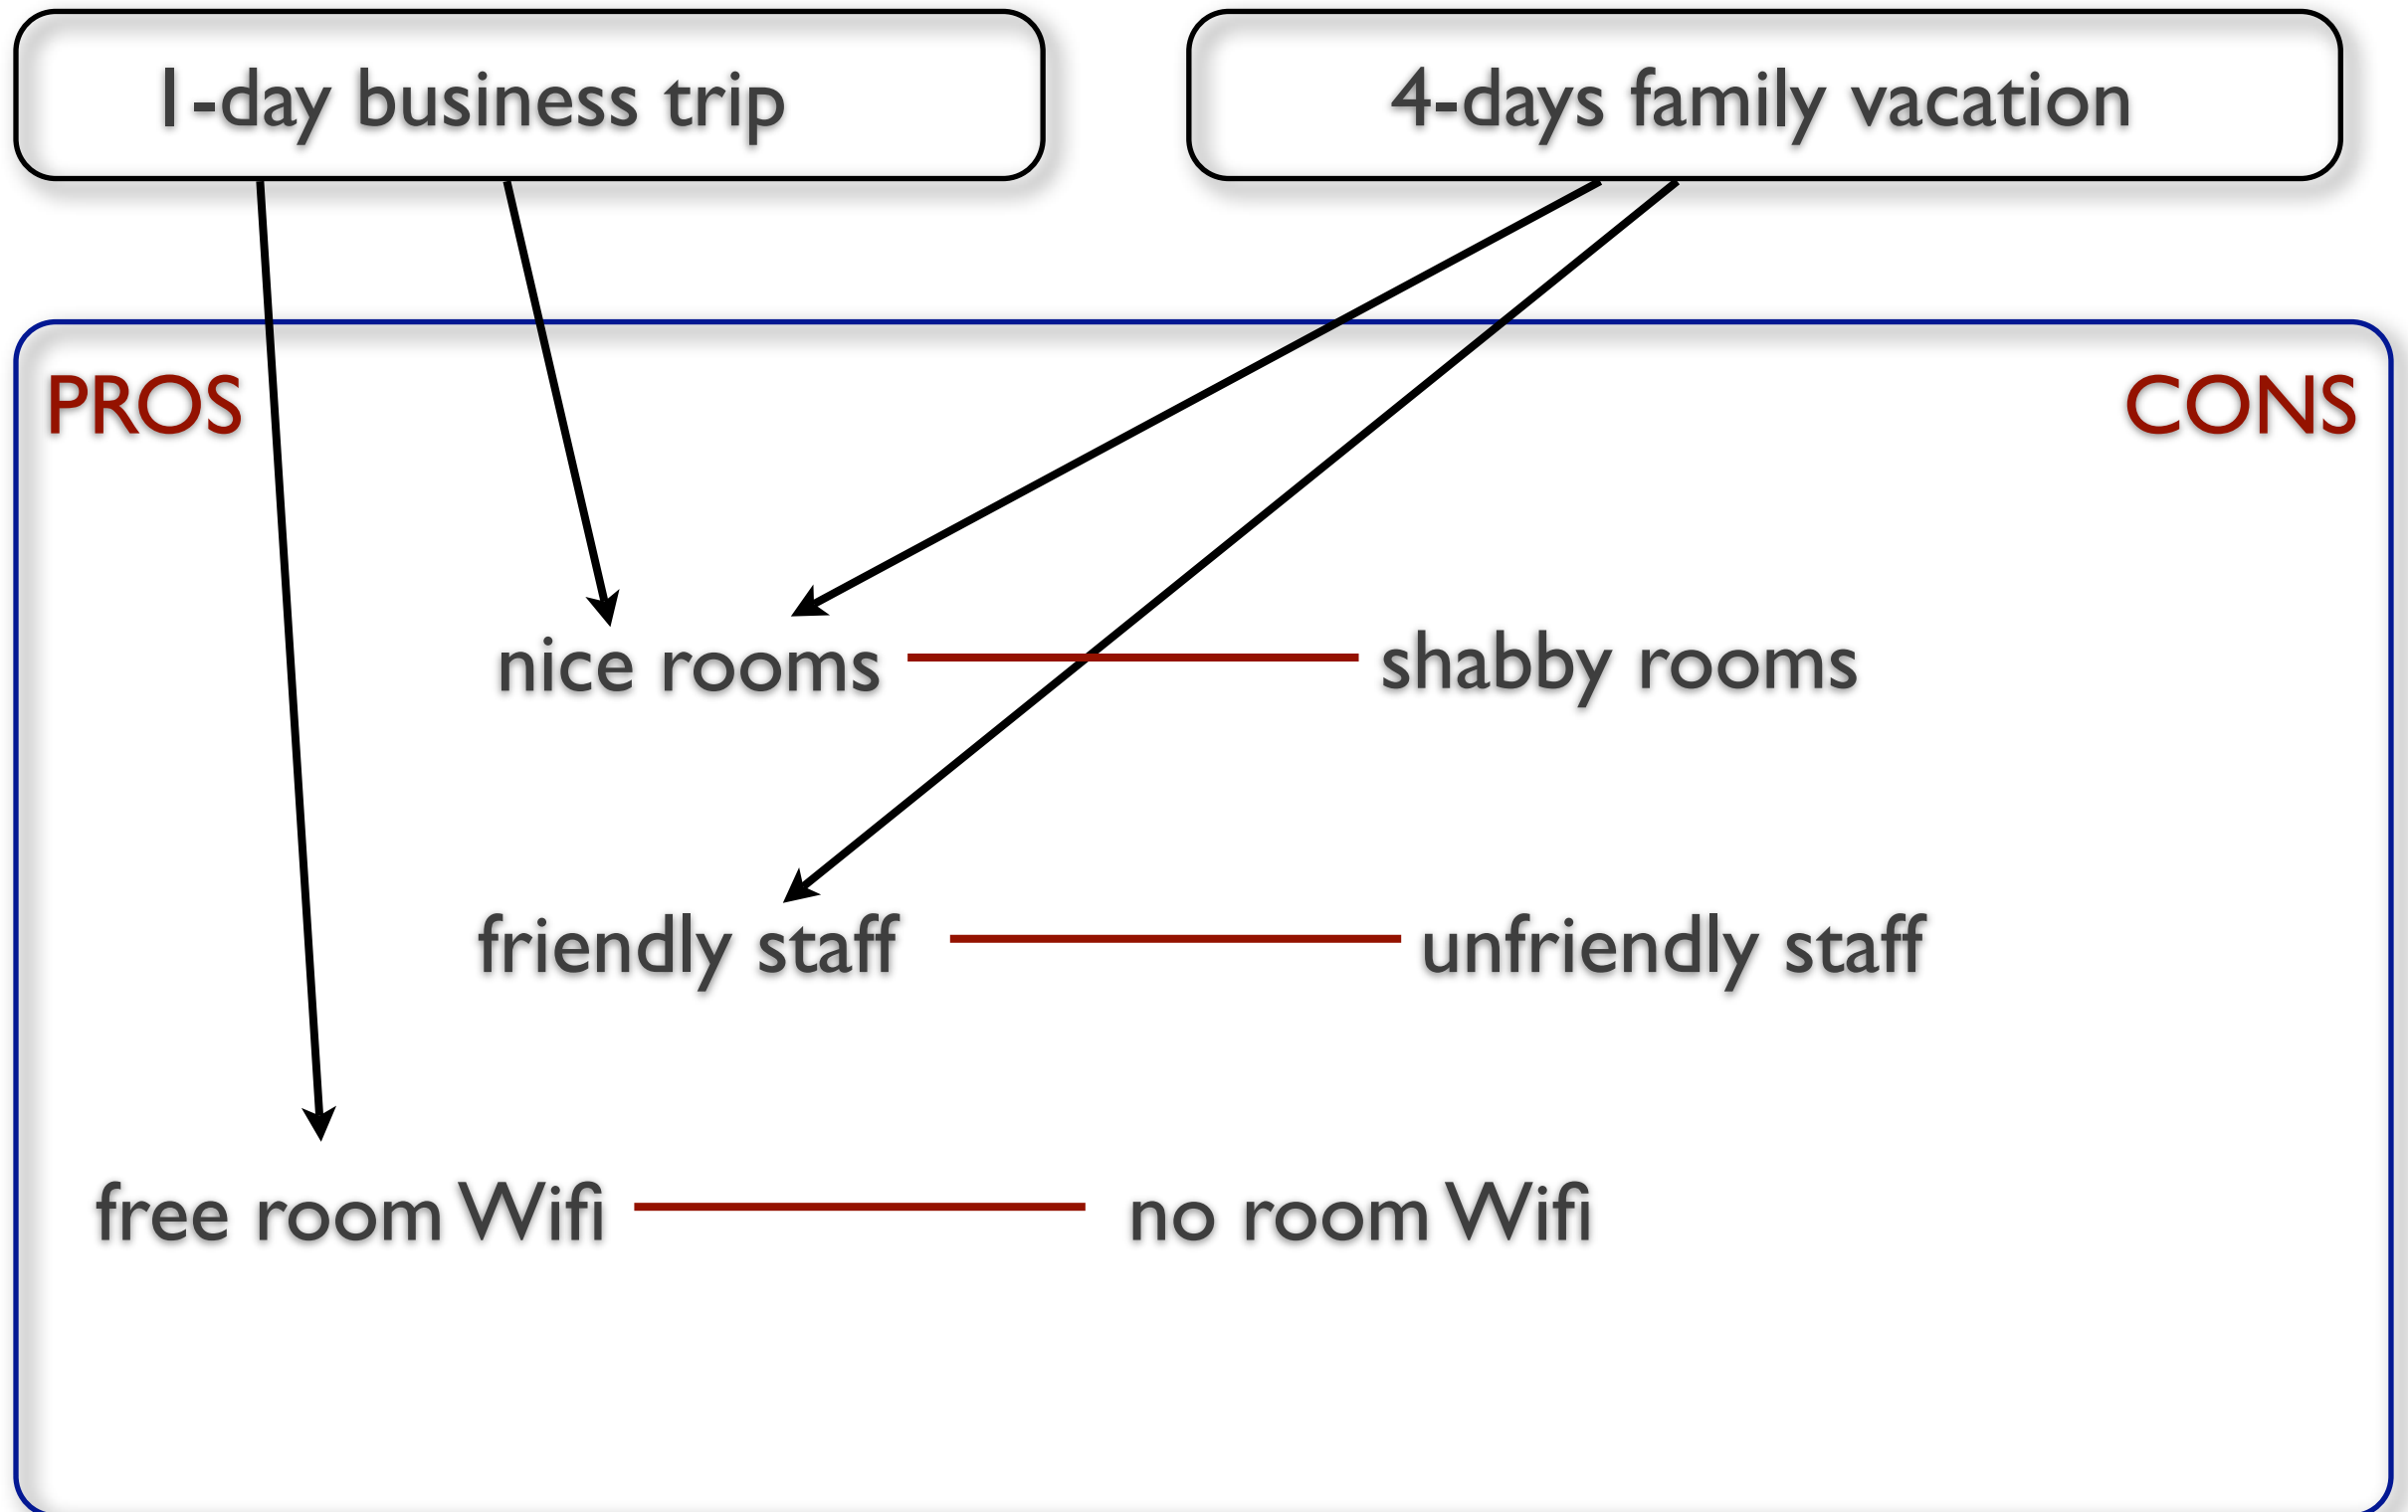 1-day business trip
4-days family vacation
PROS
CONS
nice rooms
shabby rooms
friendly staff
unfriendly staff
free room Wifi
no room Wifi